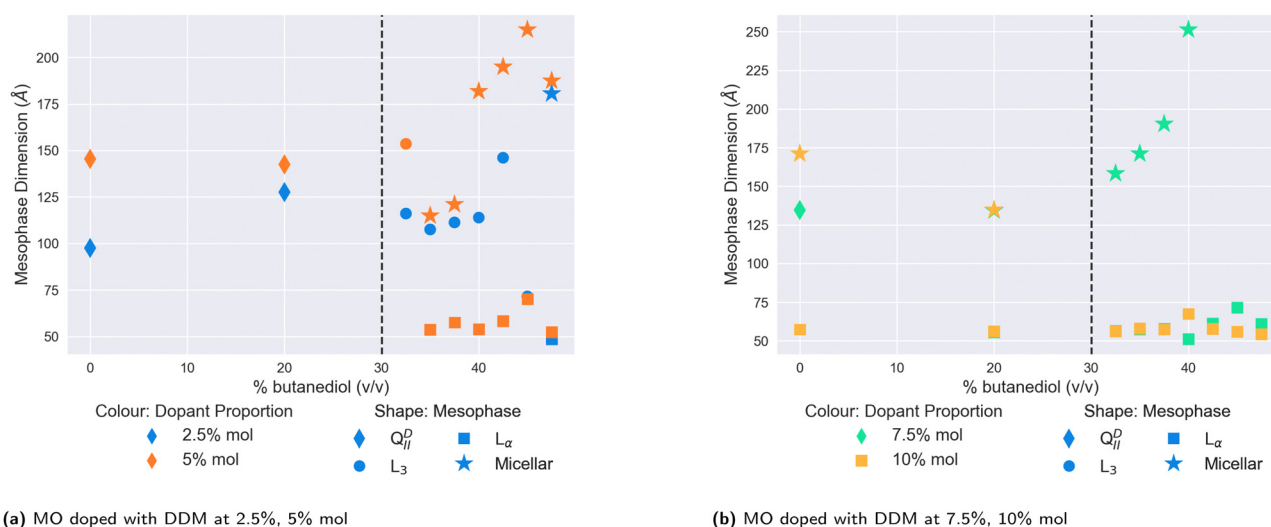 Mesophase Dimension (Å)
200
175
150
125
100
75
50
0
10
20
30
40
% butanediol (v/v)
Colour: Dopant Proportion
2.5% mol
5% mol
Shape: Mesophase
Q_II^D
L_3
L_α
Micellar
(a) MO doped with DDM at 2.5%, 5% mol
Mesophase Dimension (Å)
250
225
200
175
150
125
100
75
50
0
10
20
30
40
% butanediol (v/v)
Colour: Dopant Proportion
7.5% mol
10% mol
Shape: Mesophase
Q_II^D
L_3
L_α
Micellar
(b) MO doped with DDM at 7.5%, 10% mol